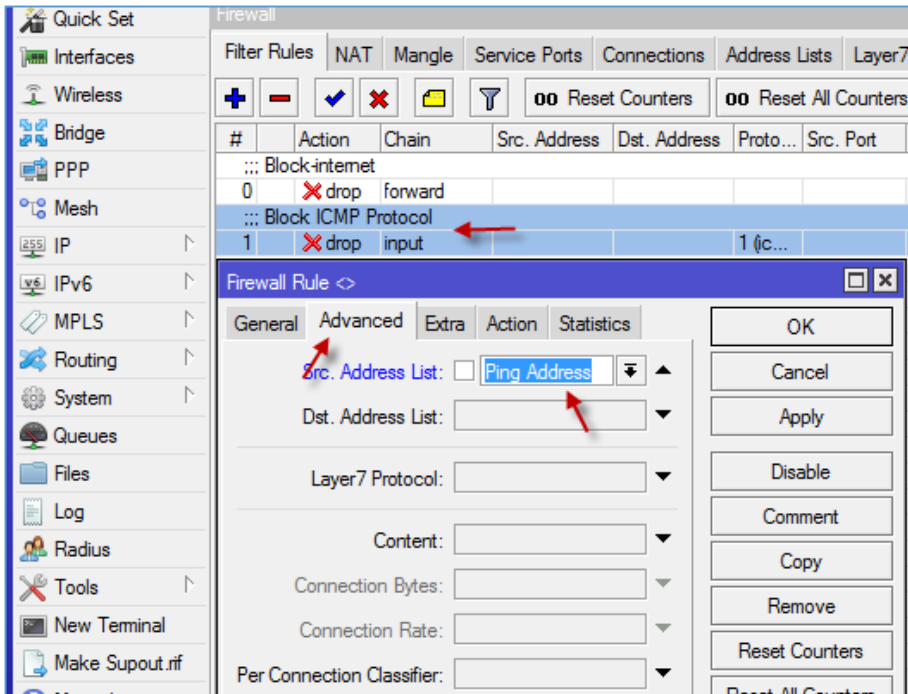 Firewall
Quick Set
Interfaces
Wireless
Bridge
PPP
Mesh
255 IP
v6 IPv6
MPLS
Routing
System
Queues
Files
Log
Radius
Tools
New Terminal
Make Supout.rif
Filter Rules NAT Mangle Service Ports Connections Address Lists Layer7
00 Reset Counters 00 Reset All Counters
# Action Chain Src. Address Dst. Address Proto... Src. Port
;;; Block-internet
0 drop forward
;;; Block ICMP Protocol
1 drop input 1 (ic...
Firewall Rule <>
General Advanced Extra Action Statistics
Src. Address List: Ping Address
Dst. Address List:
Layer7 Protocol:
Content:
Connection Bytes:
Connection Rate:
Per Connection Classifier:
OK
Cancel
Apply
Disable
Comment
Copy
Remove
Reset Counters
Reset All Counters